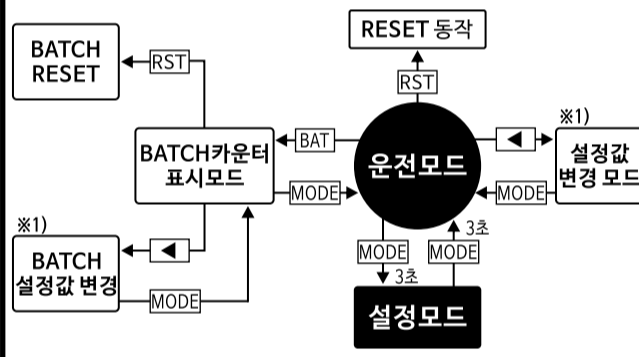 RESET 동작
BATCH
RESET
RST
RST
※1)
BATCH카운터
표시모드
BAT
운전모드
◀
설정값
변경 모드
MODE
MODE
※1)
BATCH
설정값 변경
◀
MODE
MODE
3초
MODE
3초
MODE
설정모드